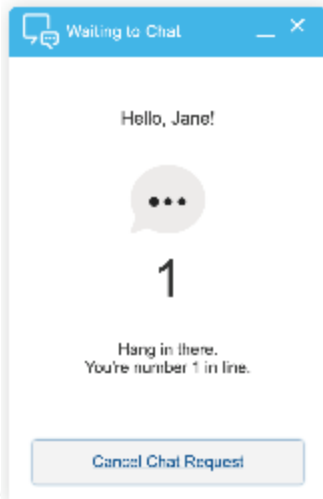 Waiting to Chat
Hello, Jane!
1
Hang in there.
You're number 1 in line.
Cancel Chat Request